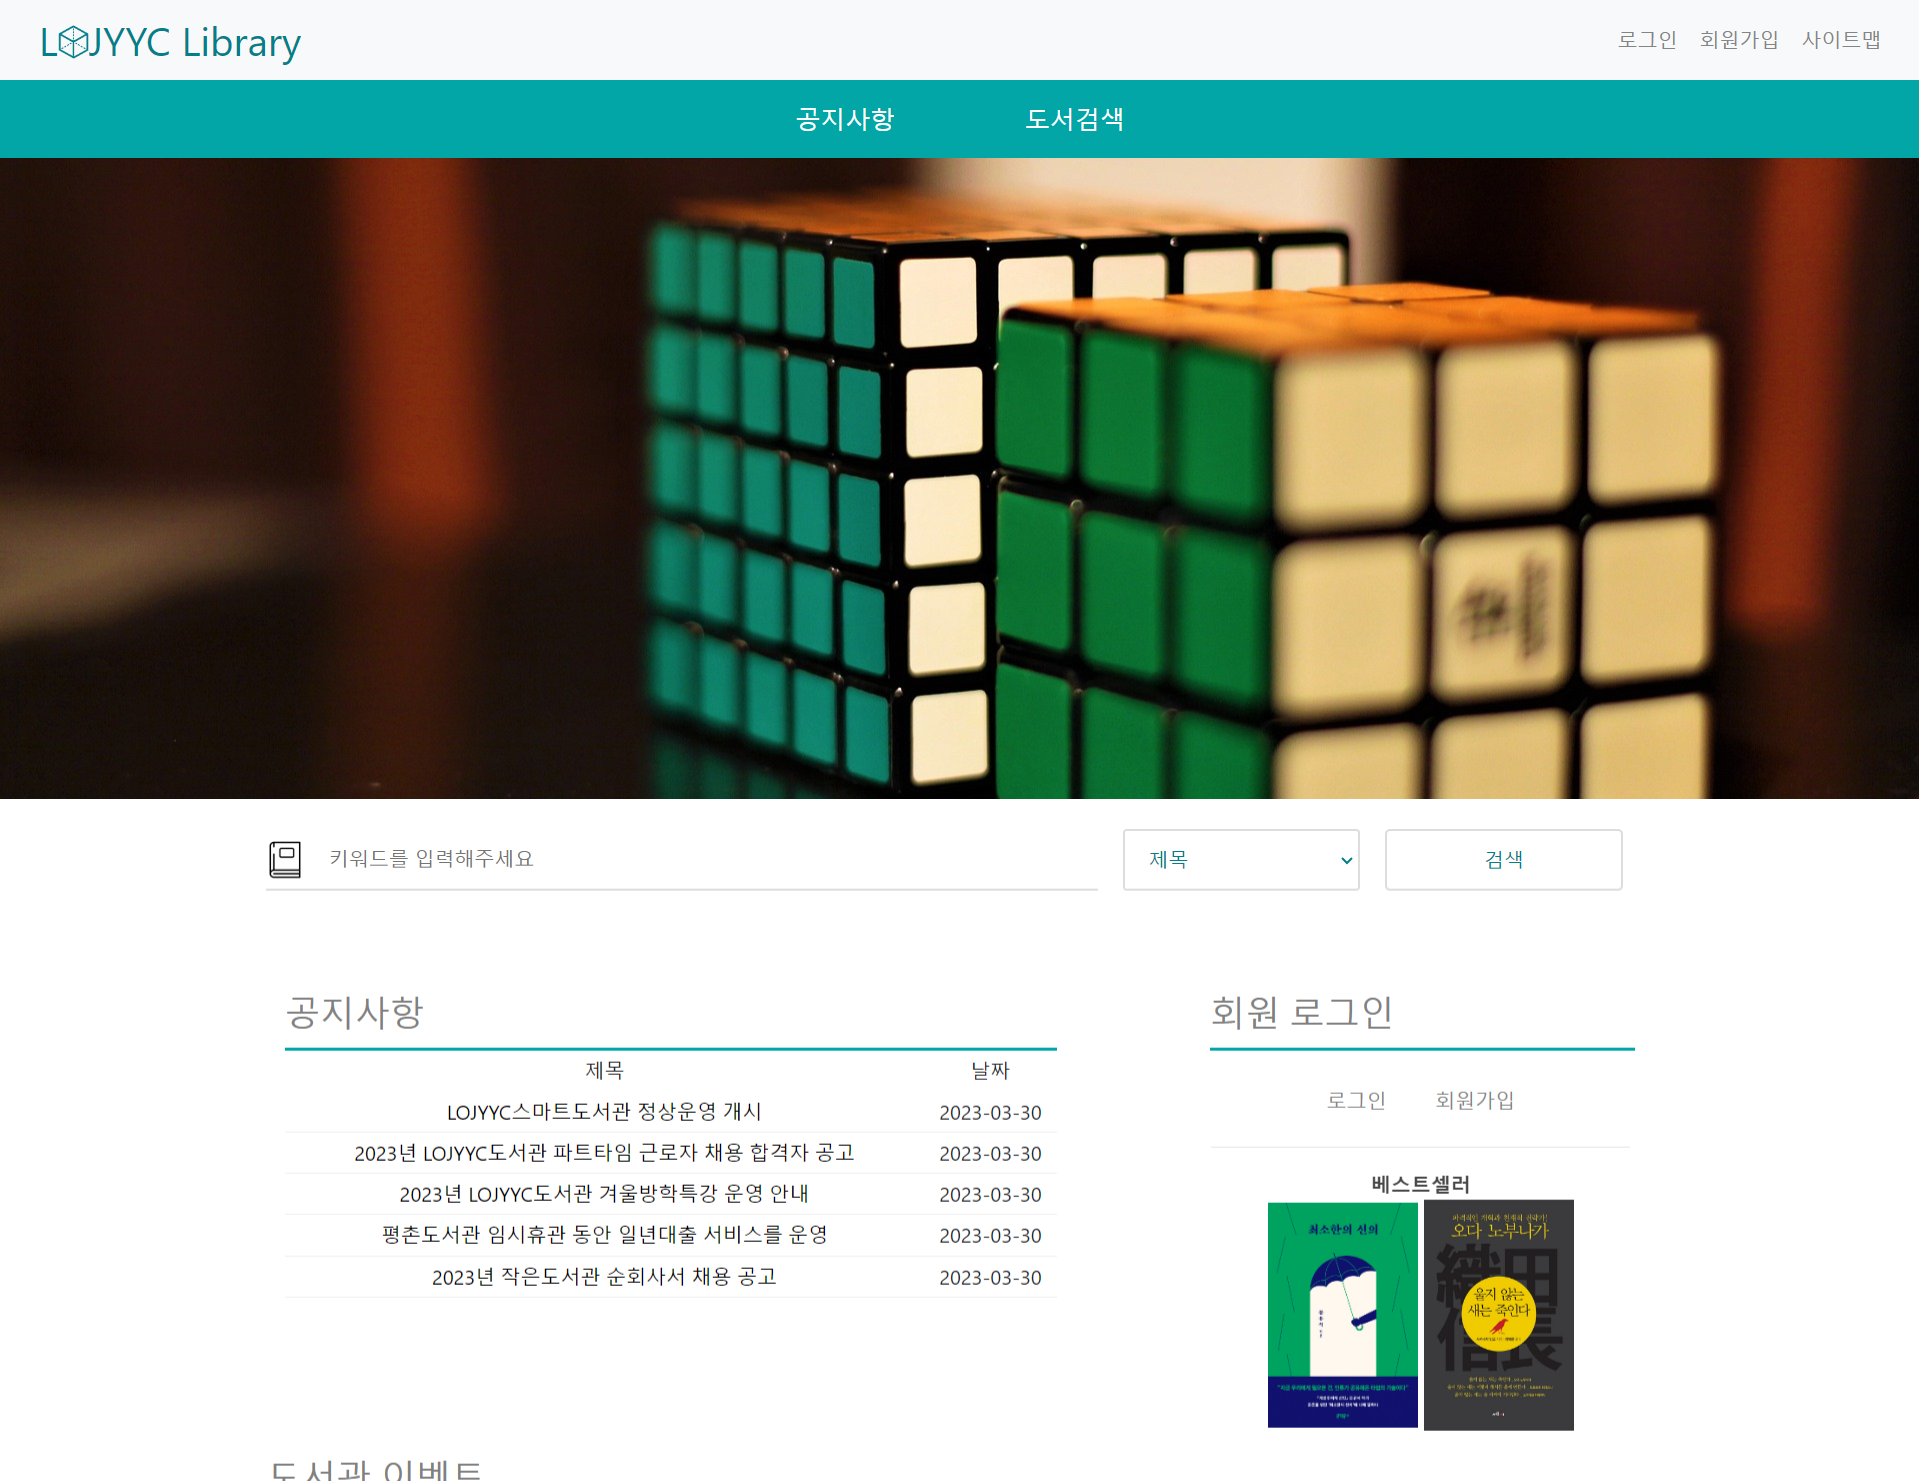 LOJYYC Library
로그인 회원가입 사이트맵
공지사항 도서검색
키워드를 입력해주세요 제목 검색
공지사항
제목 날짜
LOJYYC스마트도서관 정상운영 개시 2023-03-30
2023년 LOJYYC도서관 파트타임 근로자 채용 합격자 공고 2023-03-30
2023년 LOJYYC도서관 겨울방학특강 운영 안내 2023-03-30
평촌도서관 임시휴관 동안 일년대출 서비스를 운영 2023-03-30
2023년 작은도서관 순회사서 채용 공고 2023-03-30
회원 로그인
로그인 회원가입
베스트셀러
최소한의 선의
오다 노부나가
織田
信長
울지 않는
새는 죽인다
도서관 이벤트